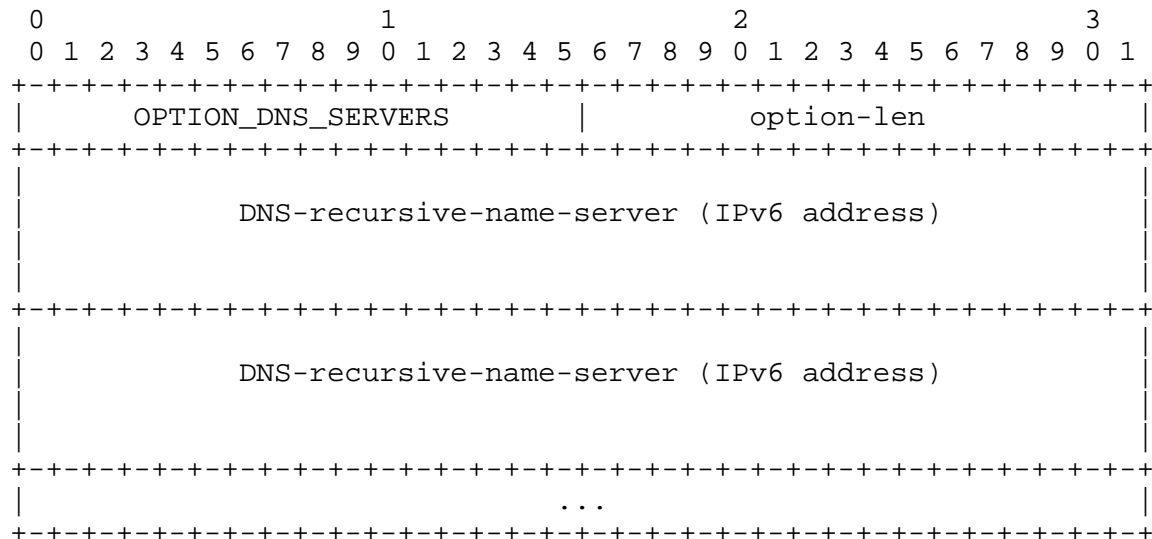 0                   1                   2                   3
 0 1 2 3 4 5 6 7 8 9 0 1 2 3 4 5 6 7 8 9 0 1 2 3 4 5 6 7 8 9 0 1
+-+-+-+-+-+-+-+-+-+-+-+-+-+-+-+-+-+-+-+-+-+-+-+-+-+-+-+-+-+-+-+-+
|      OPTION_DNS_SERVERS       |         option-len            |
+-+-+-+-+-+-+-+-+-+-+-+-+-+-+-+-+-+-+-+-+-+-+-+-+-+-+-+-+-+-+-+-+
|                                                               |
|            DNS-recursive-name-server (IPv6 address)           |
|                                                               |
|                                                               |
+-+-+-+-+-+-+-+-+-+-+-+-+-+-+-+-+-+-+-+-+-+-+-+-+-+-+-+-+-+-+-+-+
|                                                               |
|            DNS-recursive-name-server (IPv6 address)           |
|                                                               |
|                                                               |
+-+-+-+-+-+-+-+-+-+-+-+-+-+-+-+-+-+-+-+-+-+-+-+-+-+-+-+-+-+-+-+-+
|                              ...                              |
+-+-+-+-+-+-+-+-+-+-+-+-+-+-+-+-+-+-+-+-+-+-+-+-+-+-+-+-+-+-+-+-+